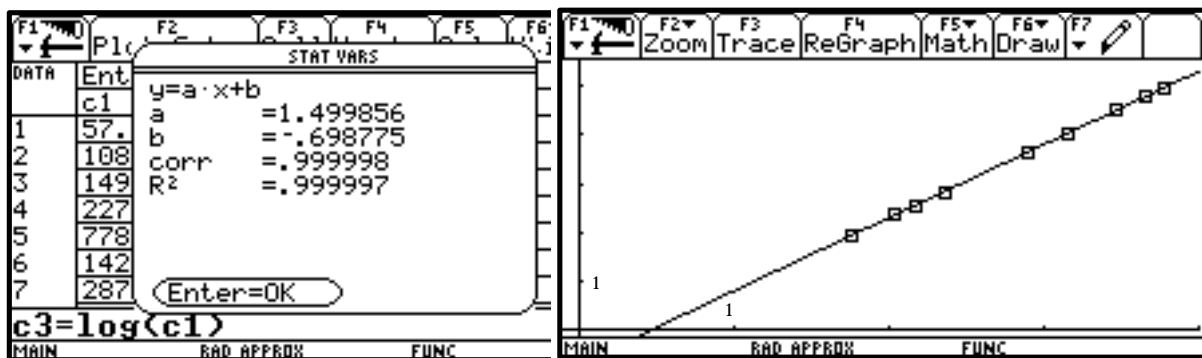 F1 F2 F3 F4 F5 F6
STAT VARS
DATA Ent
c1
y=a·x+b
a =1.499856
b =-.698775
corr =.999998
R² =.999997
1 57.
2 108
3 149
4 227
5 778
6 142
7 287
Enter=OK
c3=log(c1)
MAIN RAD APPROX FUNC
F1 F2 F3 F4 F5 F6 F7
Zoom Trace ReGraph Math Draw
1
1
MAIN RAD APPROX FUNC